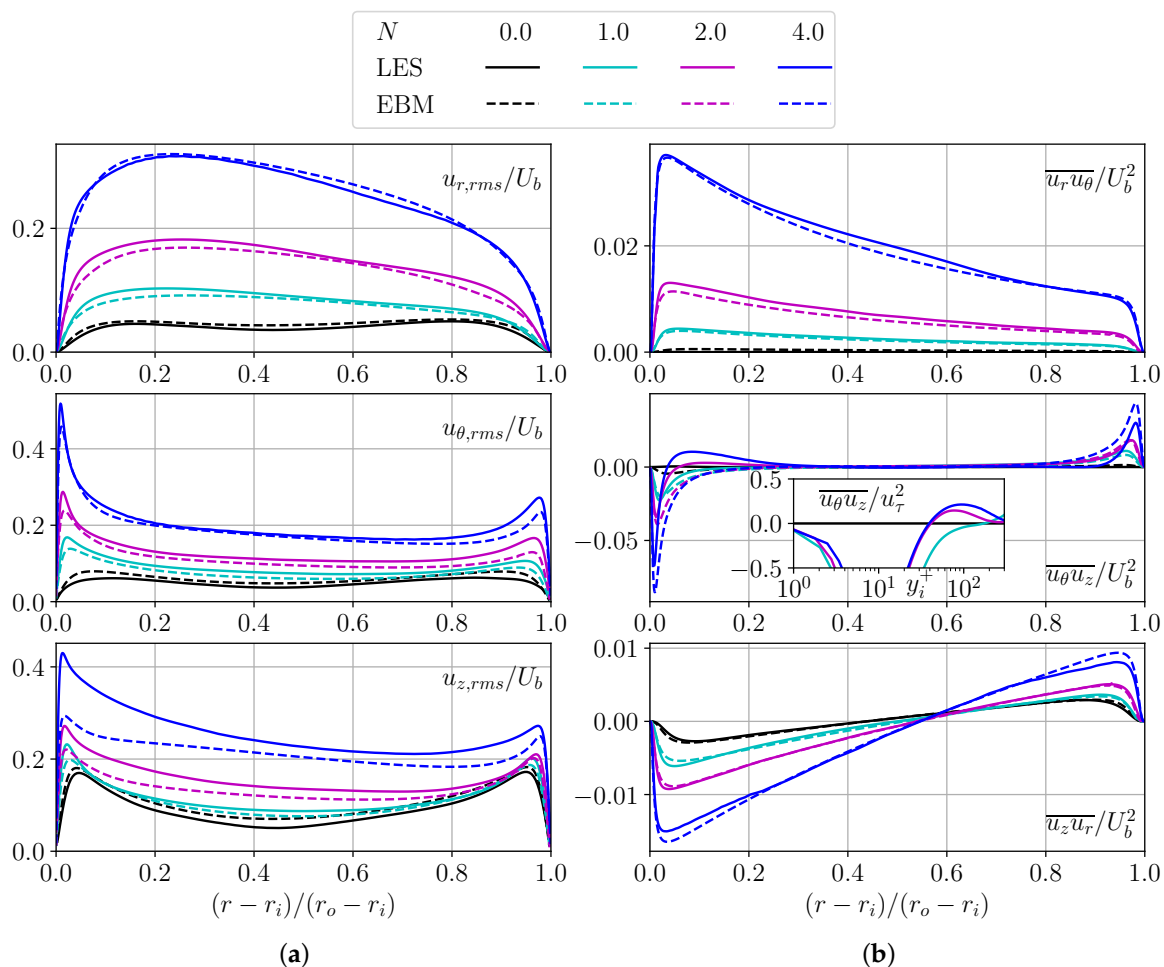 N 0.0 1.0 2.0 4.0
LES
EBM
u_{r,rms}/U_b
0.2
0.0
0.0 0.2 0.4 0.6 0.8 1.0
u_{θ,rms}/U_b
0.4
0.2
0.0
0.0 0.2 0.4 0.6 0.8 1.0
u_{z,rms}/U_b
0.4
0.2
0.0
0.0 0.2 0.4 0.6 0.8 1.0
(r − r_i)/(r_o − r_i)
(a)
\overline{u_r u_θ}/U_b^2
0.02
0.00
0.0 0.2 0.4 0.6 0.8 1.0
0.000
−0.05
\overline{u_θ u_z}/u_τ^2
0.5
0.0
−0.5
10^0 10^1 y_i^+ 10^2
\overline{u_θ u_z}/U_b^2
0.0 0.2 0.4 0.6 0.8 1.0
0.01
0.00
−0.01
\overline{u_z u_r}/U_b^2
0.0 0.2 0.4 0.6 0.8 1.0
(r − r_i)/(r_o − r_i)
(b)